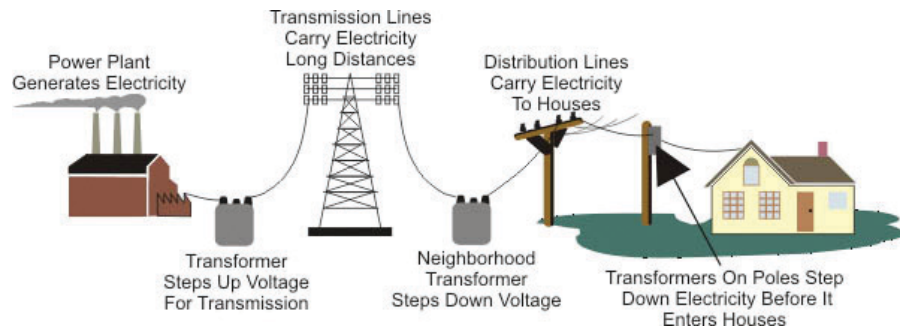 Power Plant
Generates Electricity
Transmission Lines
Carry Electricity
Long Distances
Distribution Lines
Carry Electricity
To Houses
Transformer
Steps Up Voltage
For Transmission
Neighborhood
Transformer
Steps Down Voltage
Transformers On Poles Step
Down Electricity Before It
Enters Houses